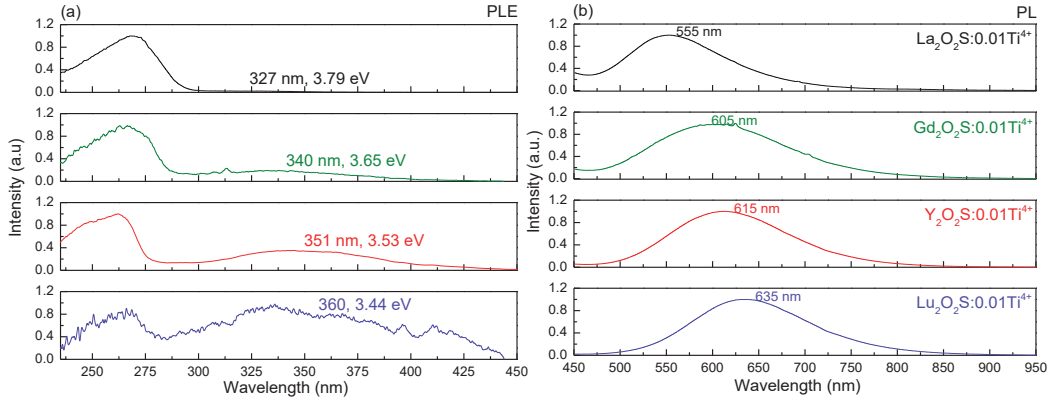 (a) PLE
1.2
0.8
0.4
0.0
327 nm, 3.79 eV
1.2
0.8
0.4
0.0
340 nm, 3.65 eV
1.2
0.8
0.4
0.0
351 nm, 3.53 eV
1.2
0.8
0.4
0.0
360, 3.44 eV
Intensity (a.u)
250 275 300 325 350 375 400 425 450
Wavelength (nm)
(b) PL
1.2
0.8
0.4
0.0
555 nm
La₂O₂S:0.01Ti⁴⁺
1.2
0.8
0.4
0.0
605 nm
Gd₂O₂S:0.01Ti⁴⁺
1.2
0.8
0.4
0.0
615 nm
Y₂O₂S:0.01Ti⁴⁺
1.2
0.8
0.4
0.0
635 nm
Lu₂O₂S:0.01Ti⁴⁺
Intensity (a.u.)
450 500 550 600 650 700 750 800 850 900 950
Wavelength (nm)